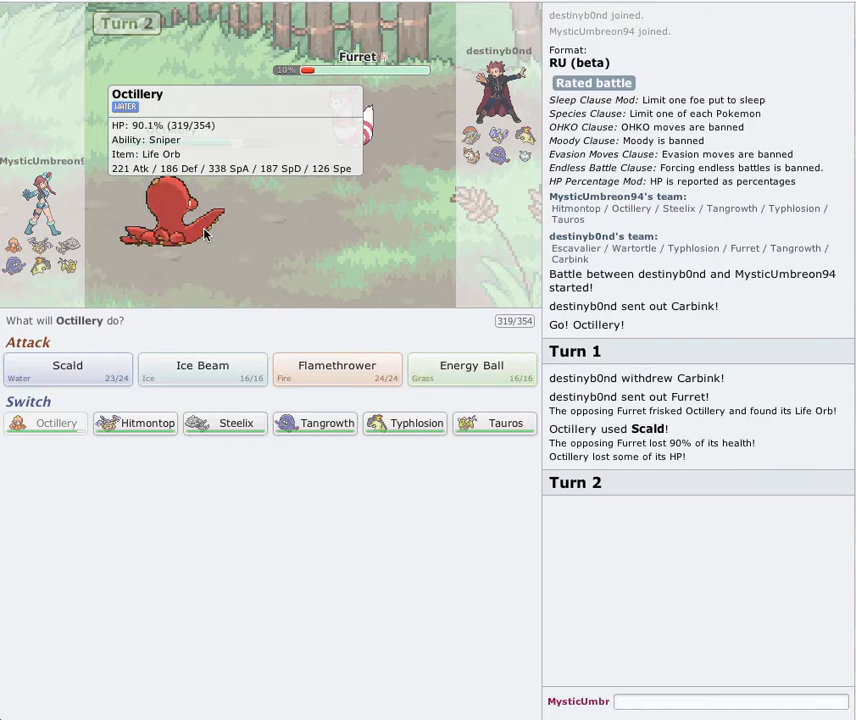 Turn 2
Furret
10%
destinyb0nd
Octillery
WATER
HP: 90.1% (319/354)
Ability: Sniper
Item: Life Orb
221 Atk / 186 Def / 338 SpA / 187 SpD / 126 Spe
MysticUmbreon9
What will Octillery do?
319/354
Attack
Scald
Water 23/24
Ice Beam
Ice 16/16
Flamethrower
Fire 24/24
Energy Ball
Grass 16/16
Switch
Octillery
Hitmontop
Steelix
Tangrowth
Typhlosion
Tauros
destinyb0nd joined.
MysticUmbreon94 joined.
Format:
RU (beta)
Rated battle
Sleep Clause Mod: Limit one foe put to sleep
Species Clause: Limit one of each Pokemon
OHKO Clause: OHKO moves are banned
Moody Clause: Moody is banned
Evasion Moves Clause: Evasion moves are banned
Endless Battle Clause: Forcing endless battles is banned.
HP Percentage Mod: HP is reported as percentages
MysticUmbreon94's team:
Hitmontop / Octillery / Steelix / Tangrowth / Typhlosion /
Tauros
destinyb0nd's team:
Escavalier / Wartortle / Typhlosion / Furret / Tangrowth /
Carbink
Battle between destinyb0nd and MysticUmbreon94
started!
destinyb0nd sent out Carbink!
Go! Octillery!
Turn 1
destinyb0nd withdrew Carbink!
destinyb0nd sent out Furret!
The opposing Furret frisked Octillery and found its Life Orb!
Octillery used Scald!
The opposing Furret lost 90% of its health!
Octillery lost some of its HP!
Turn 2
MysticUmbr